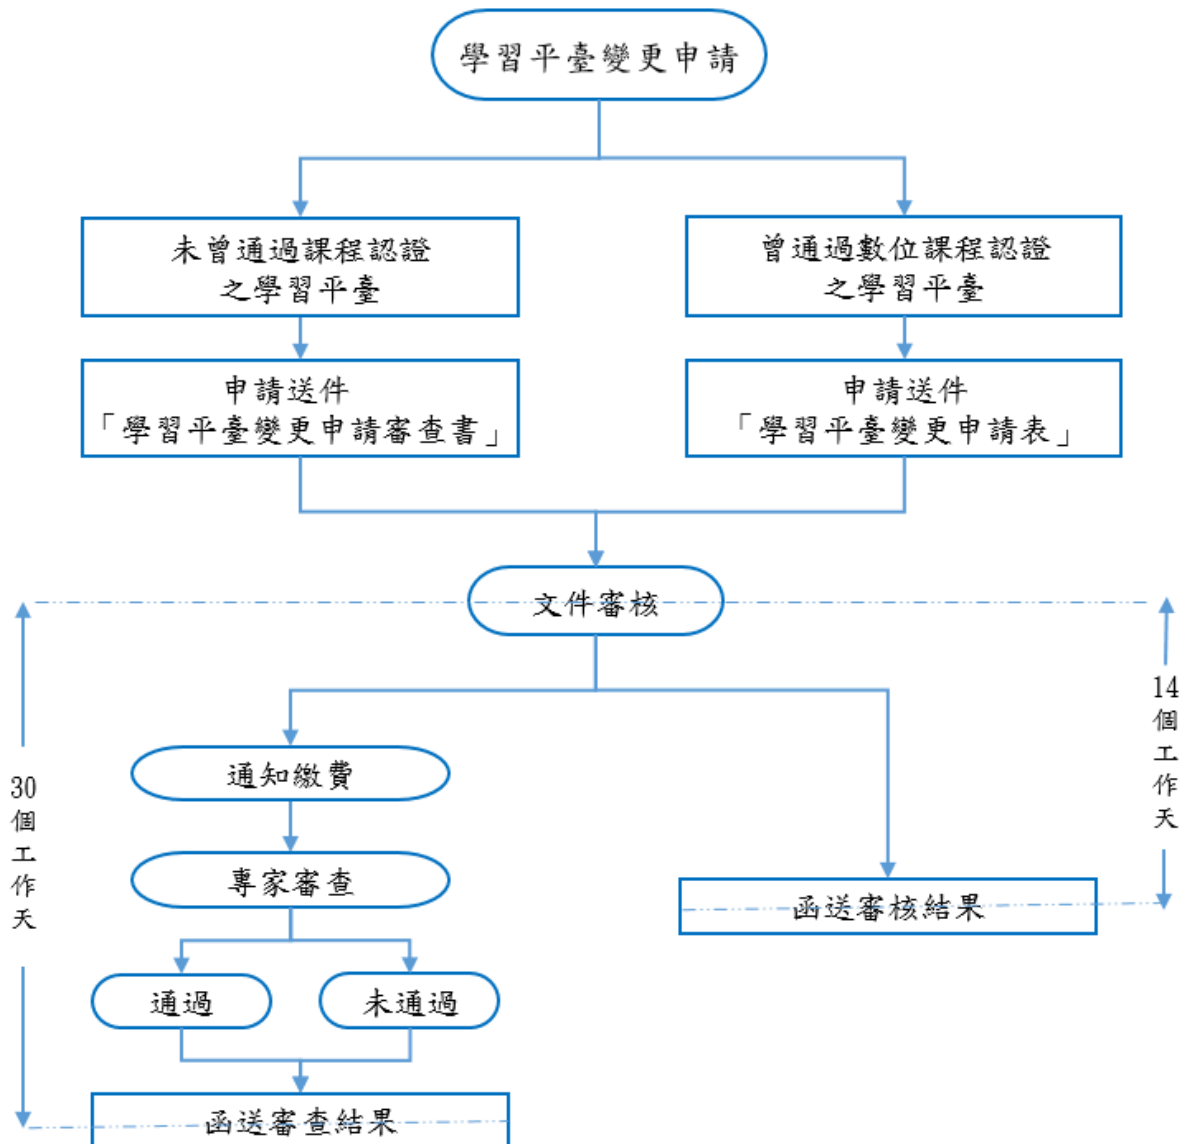 學習平臺變更申請
未曾通過課程認證
之學習平臺
曾通過數位課程認證
之學習平臺
申請送件
「學習平臺變更申請審查書」
申請送件
「學習平臺變更申請表」
文件審核
14
個
工
作
天
通知繳費
30
個
工
作
天
專家審查
函送審核結果
通過
未通過
函送審查結果